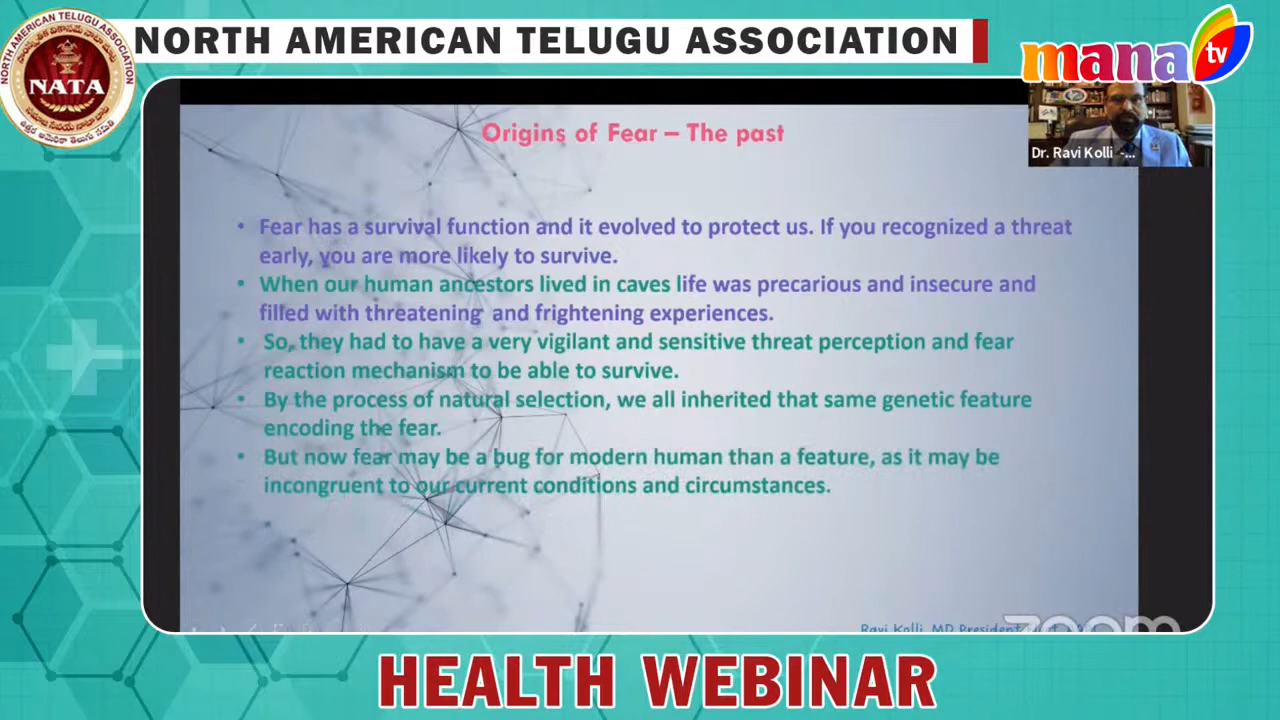 NORTH AMERICAN TELUGU ASSOCIATION
NORTH AMERICAN TELUGU ASSOCIATION
NATA
mana
tv
Dr. Ravi Kolli -...
Origins of Fear – The past
• Fear has a survival function and it evolved to protect us. If you recognized a threat
early, you are more likely to survive.
• When our human ancestors lived in caves life was precarious and insecure and
filled with threatening and frightening experiences.
• So, they had to have a very vigilant and sensitive threat perception and fear
reaction mechanism to be able to survive.
• By the process of natural selection, we all inherited that same genetic feature
encoding the fear.
• But now fear may be a bug for modern human than a feature, as it may be
incongruent to our current conditions and circumstances.
Ravi Kolli, MD President
zoom
HEALTH WEBINAR